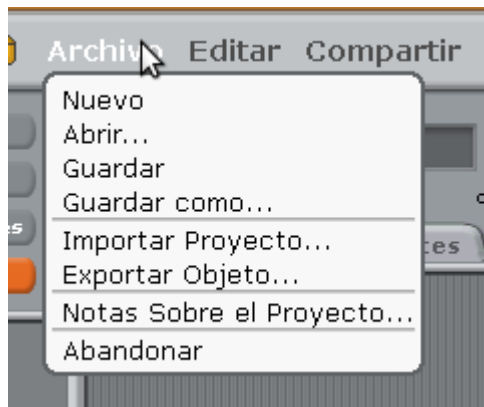 Archivo Editar Compartir
Nuevo
Abrir...
Guardar
Guardar como...
Importar Proyecto...
Exportar Objeto...
Notas Sobre el Proyecto...
Abandonar